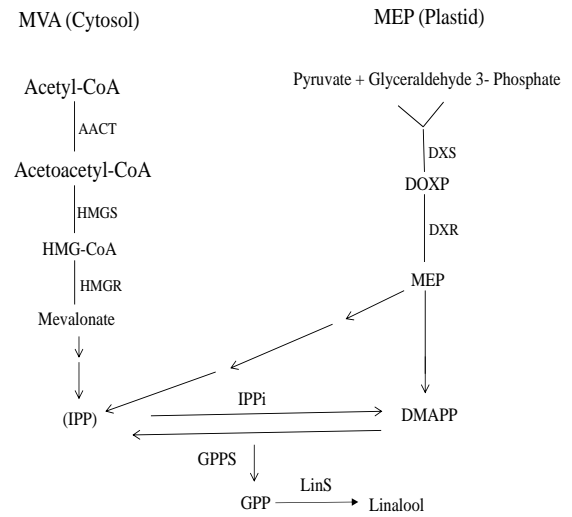 MVA (Cytosol)
MEP (Plastid)
Acetyl-CoA
Pyruvate + Glyceraldehyde 3- Phosphate
AACT
DXS
Acetoacetyl-CoA
DOXP
HMGS
DXR
HMG-CoA
HMGR
MEP
Mevalonate
IPPi
(IPP)
DMAPP
GPPS
LinS
GPP
Linalool